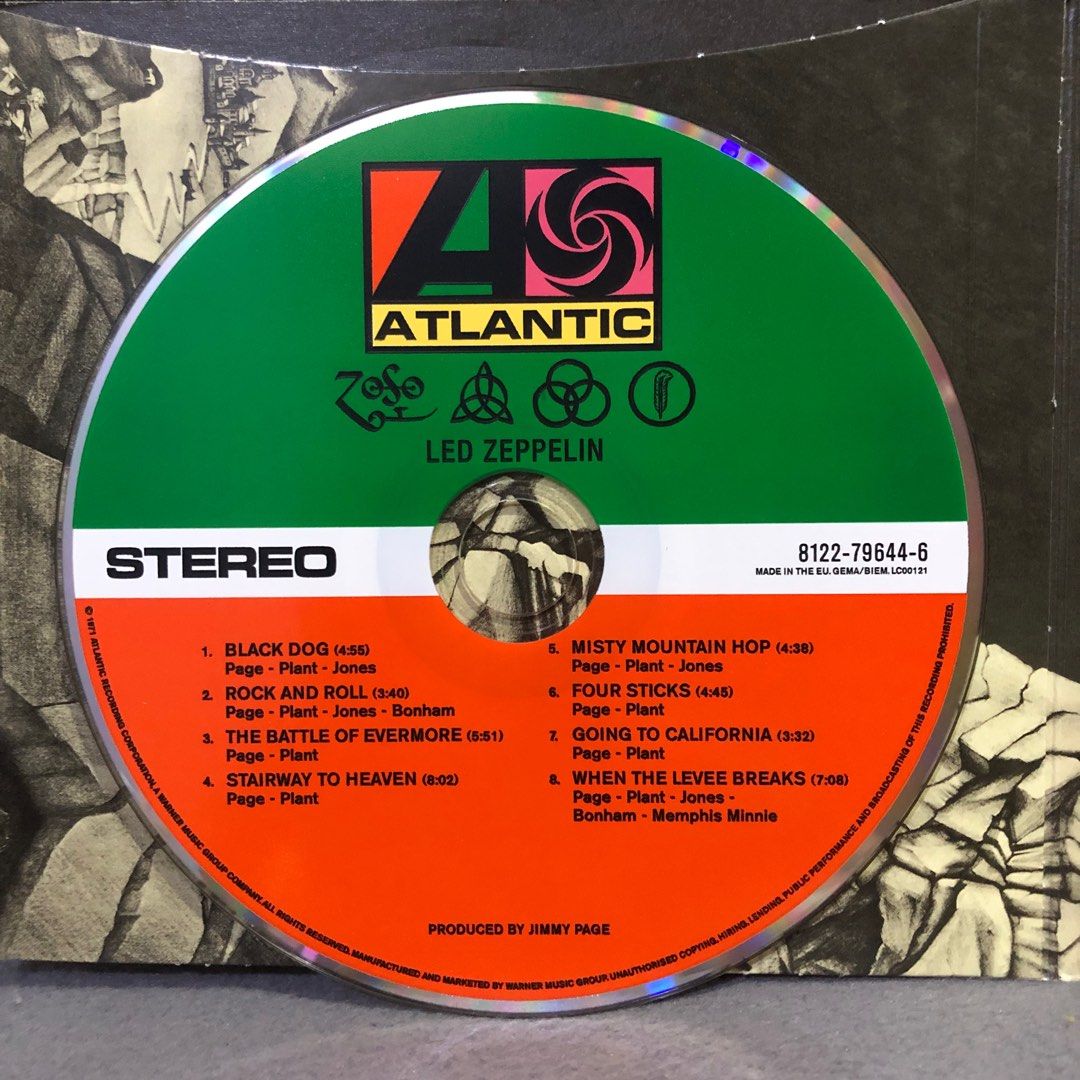 ATLANTIC
LED ZEPPELIN
STEREO
8122-79644-6
MADE IN THE EU. GEMA/BIEM. LC00121
1. BLACK DOG (4:55)
Page - Plant - Jones
2. ROCK AND ROLL (3:40)
Page - Plant - Jones - Bonham
3. THE BATTLE OF EVERMORE (5:51)
Page - Plant
4. STAIRWAY TO HEAVEN (8:02)
Page - Plant
5. MISTY MOUNTAIN HOP (4:38)
Page - Plant - Jones
6. FOUR STICKS (4:45)
Page - Plant
7. GOING TO CALIFORNIA (3:32)
Page - Plant
8. WHEN THE LEVEE BREAKS (7:08)
Page - Plant - Jones -
Bonham - Memphis Minnie
PRODUCED BY JIMMY PAGE
℗ 1971 ATLANTIC RECORDING CORPORATION, A WARNER MUSIC GROUP COMPANY. ALL RIGHTS RESERVED. MANUFACTURED AND MARKETED BY WARNER MUSIC GROUP. UNAUTHORISED COPYING, HIRING, LENDING, PUBLIC PERFORMANCE AND BROADCASTING OF THIS RECORDING PROHIBITED.